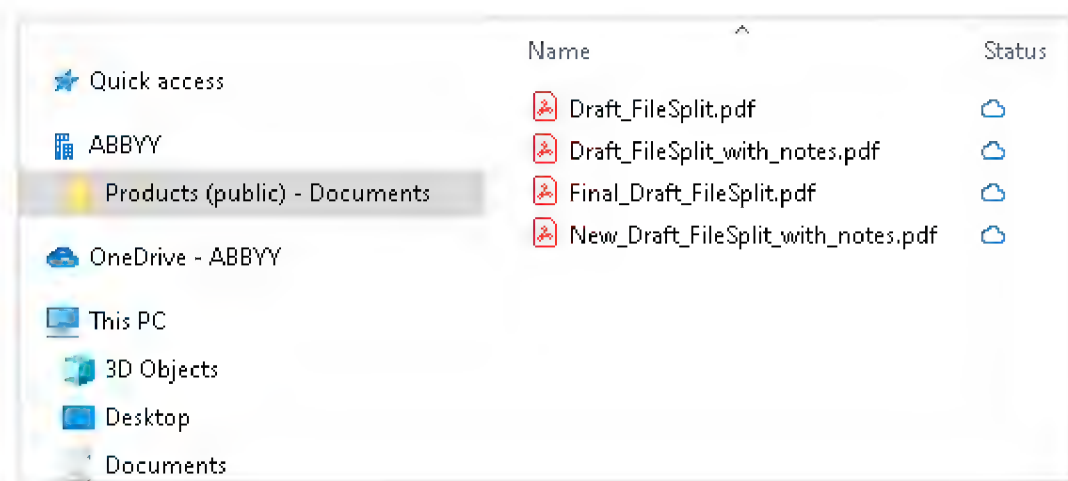 Quick access
ABBYY
Products (public) - Documents
OneDrive - ABBYY
This PC
3D Objects
Desktop
Documents
Name Status
Draft_FileSplit.pdf
Draft_FileSplit_with_notes.pdf
Final_Draft_FileSplit.pdf
New_Draft_FileSplit_with_notes.pdf